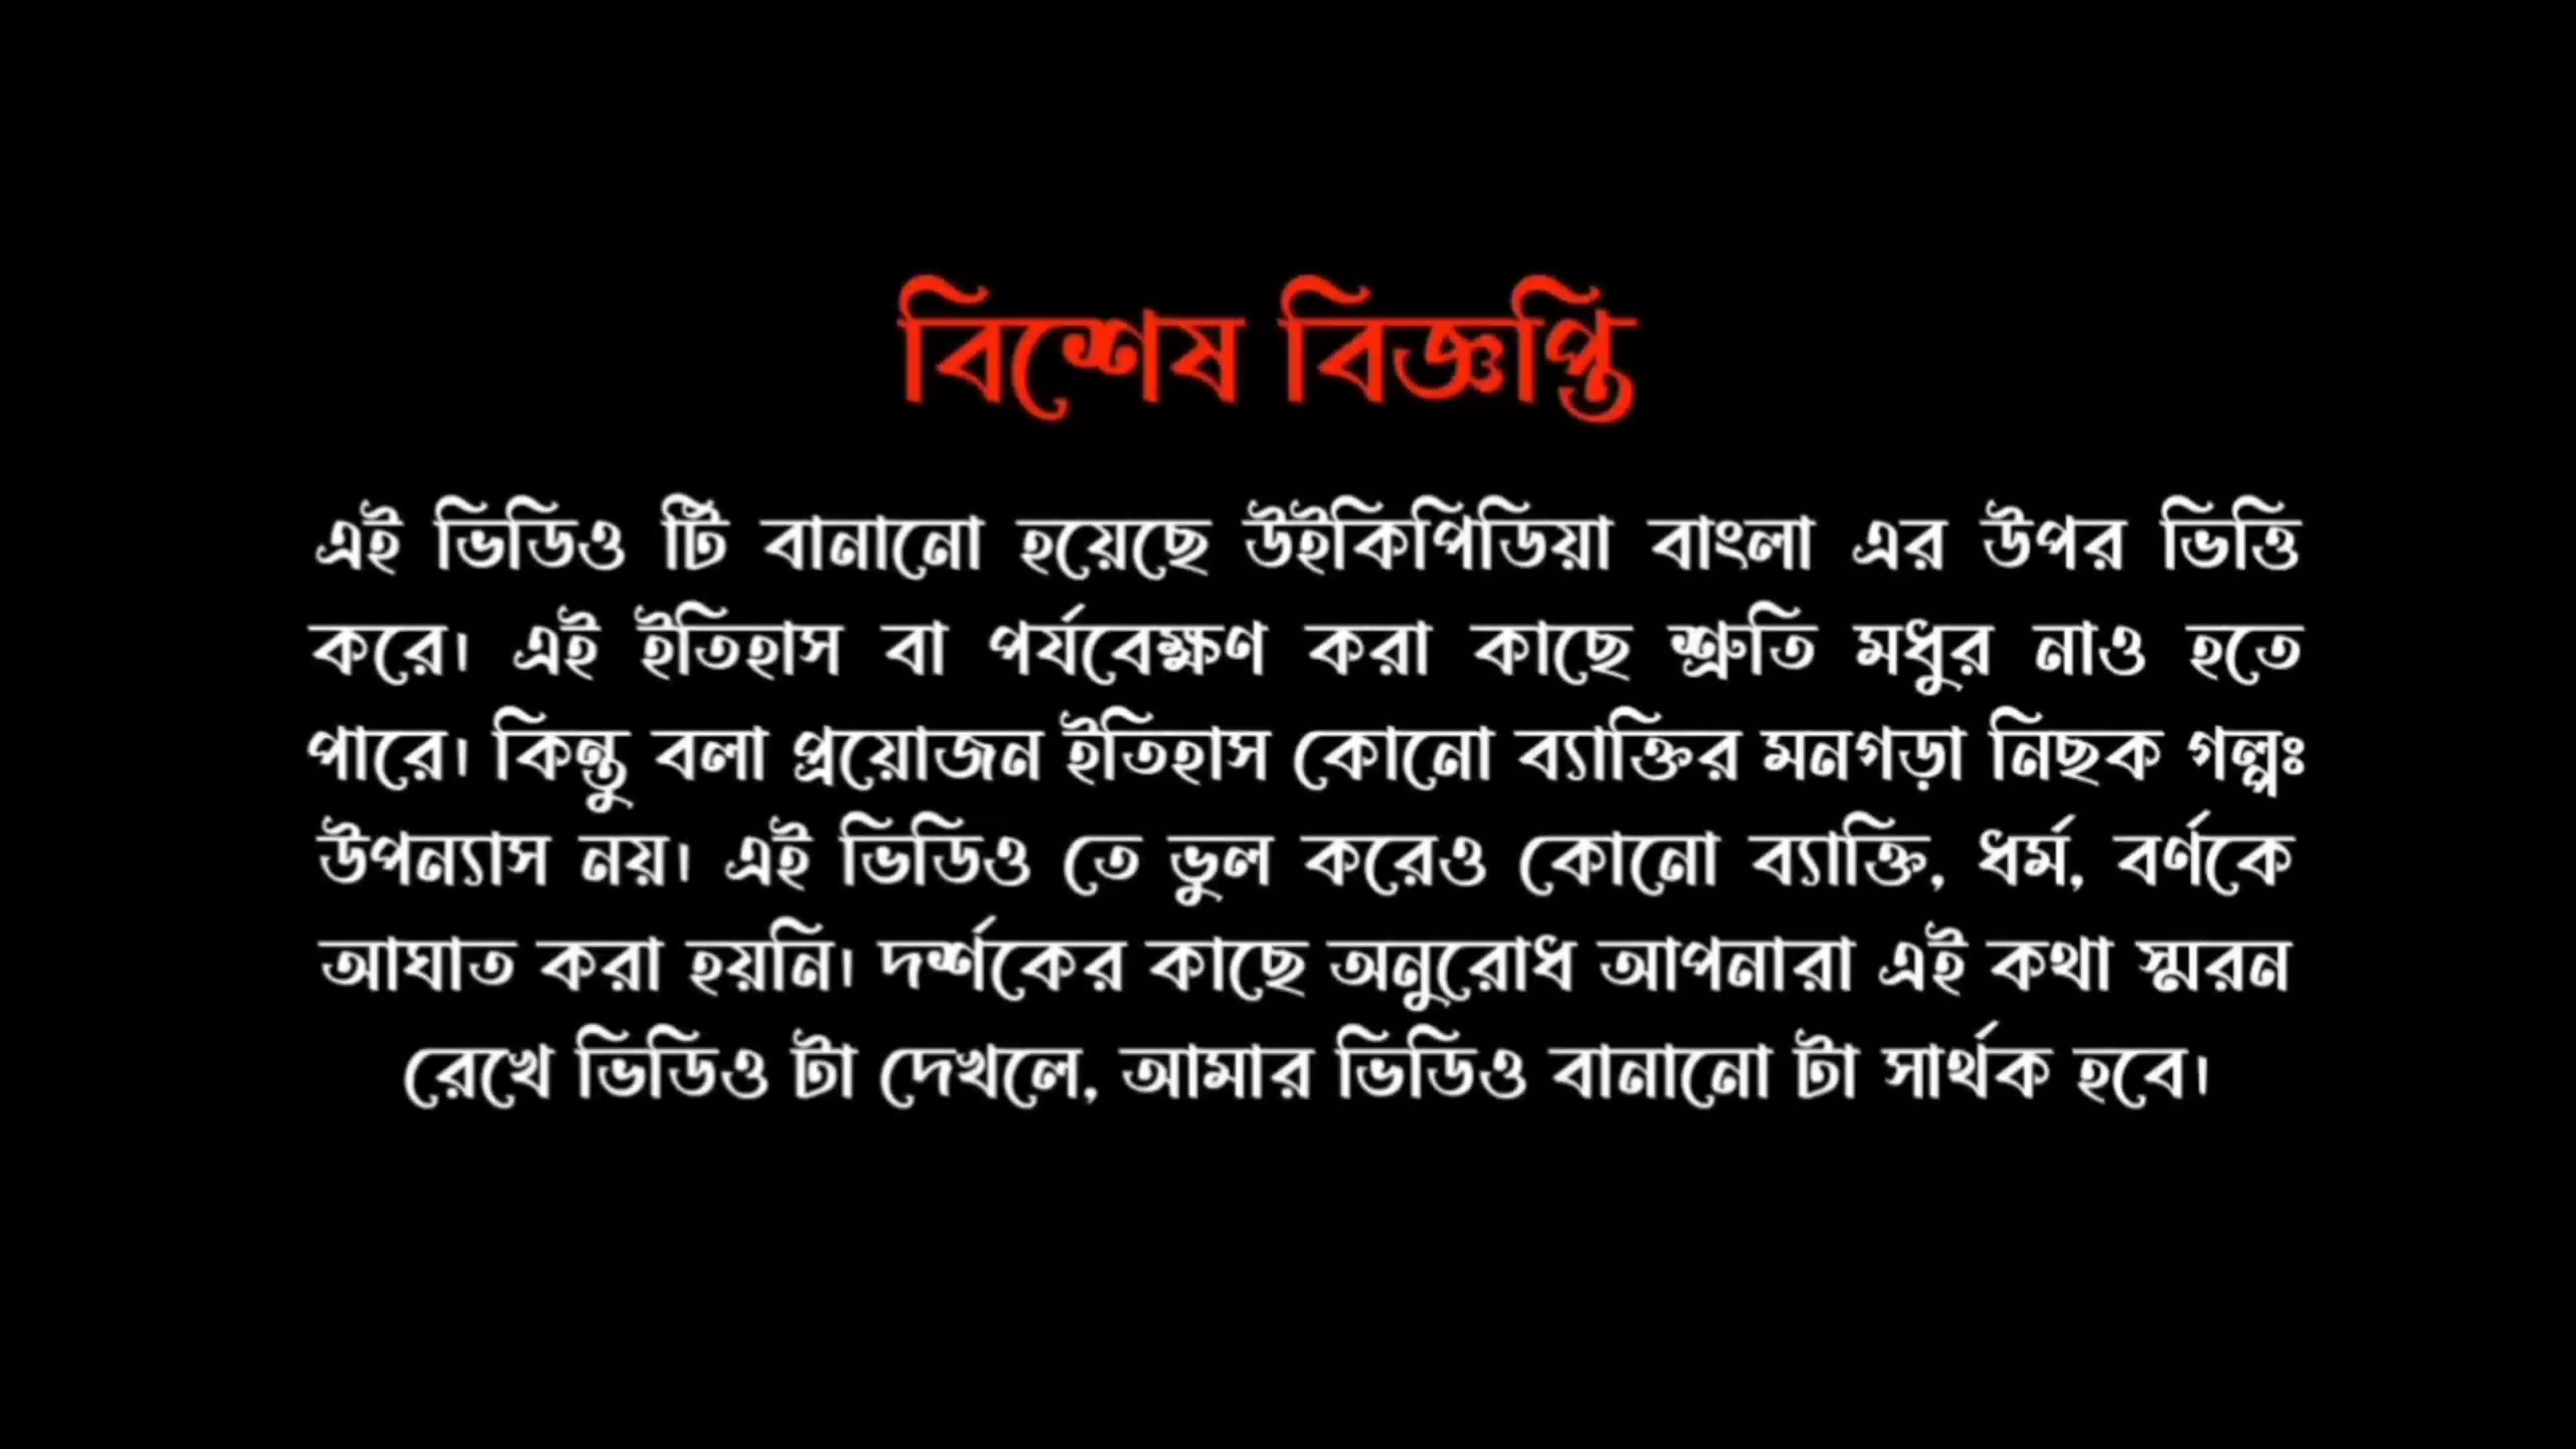 বিশেষ বিজ্ঞপ্তি
এই ভিডিও টি বানানো হয়েছে উইকিপিডিয়া বাংলা এর উপর ভিত্তি
করে। এই ইতিহাস বা পর্যবেক্ষণ করা কাছে শ্রুতি মধুর নাও হতে
পারে। কিন্তু বলা প্রয়োজন ইতিহাস কোনো ব্যাক্তির মনগড়া নিছক গল্পঃ
উপন্যাস নয়। এই ভিডিও তে ভুল করেও কোনো ব্যাক্তি, ধর্ম, বর্ণকে
আঘাত করা হয়নি। দর্শকের কাছে অনুরোধ আপনারা এই কথা স্মরন
রেখে ভিডিও টা দেখলে, আমার ভিডিও বানানো টা সার্থক হবে।